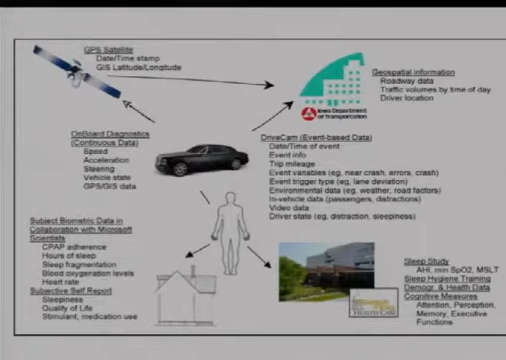 GPS Satellite
Date/Time stamp
GIS Latitude/Longitude
Geospatial information
Roadway data
Traffic volumes by time of day
Driver location
Iowa Department
of Transportation
OnBoard Diagnostics
(Continuous Data)
Speed
Acceleration
Steering
Vehicle state
GPS/GIS data
DriveCam (Event-based Data)
Date/Time of event
Event info
Trip mileage
Event variables (eg, near crash, errors, crash)
Event trigger type (eg, lane deviation)
Environmental data (eg, weather, road factors)
In-vehicle data (passengers, distractions)
Video data
Driver state (eg, distraction, sleepiness)
Subject Biometric Data in
Collaboration with Microsoft
Scientists
CPAP adherence
Hours of sleep
Sleep fragmentation
Blood oxygenation levels
Heart rate
Subjective Self Report
Sleepiness
Quality of Life
Stimulant, medication use
Sleep Study
AHI, min SpO2, MSLT
Sleep Hygiene Training
Demogr. & Health Data
Cognitive Measures
Attention, Perception,
Memory, Executive
Functions
HEALTH CARE